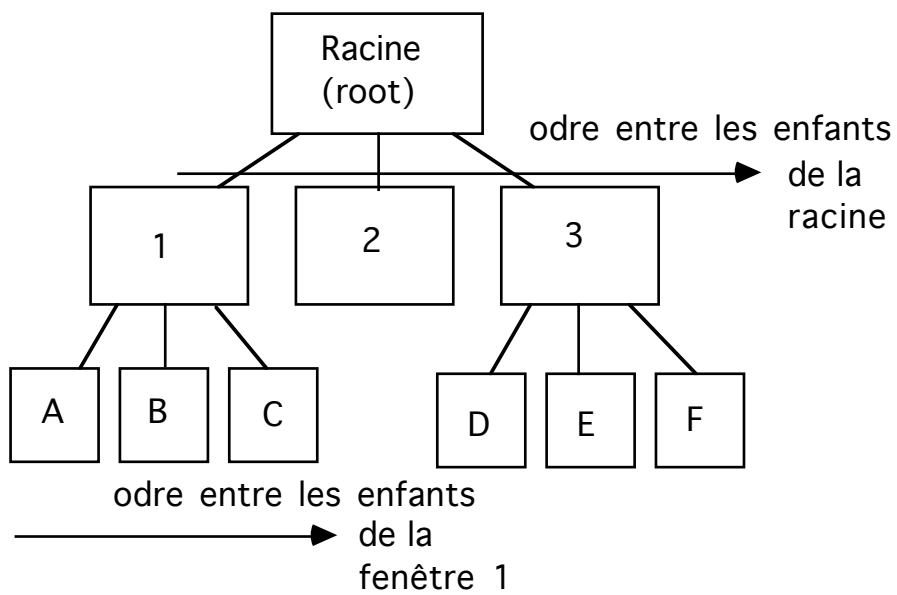 Racine
(root)
odre entre les enfants
de la
racine
1
2
3
A
B
C
D
E
F
odre entre les enfants
de la
fenêtre 1